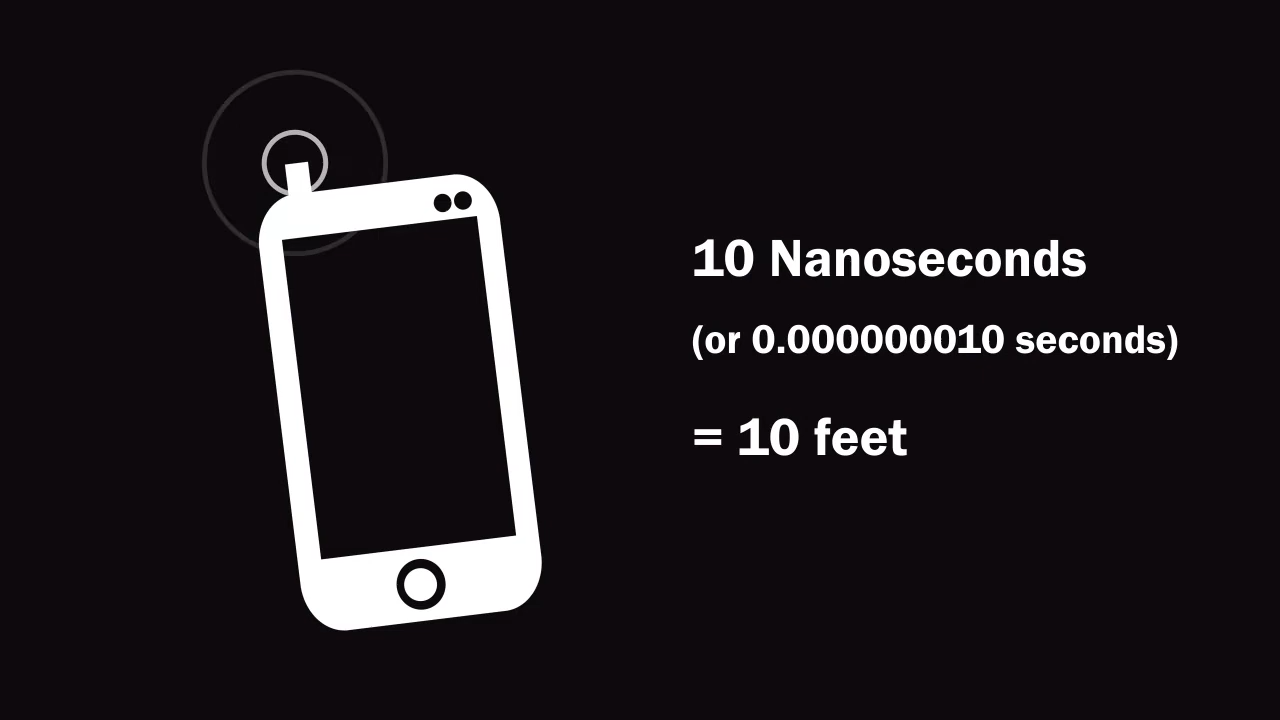 10 Nanoseconds
(or 0.000000010 seconds)
= 10 feet